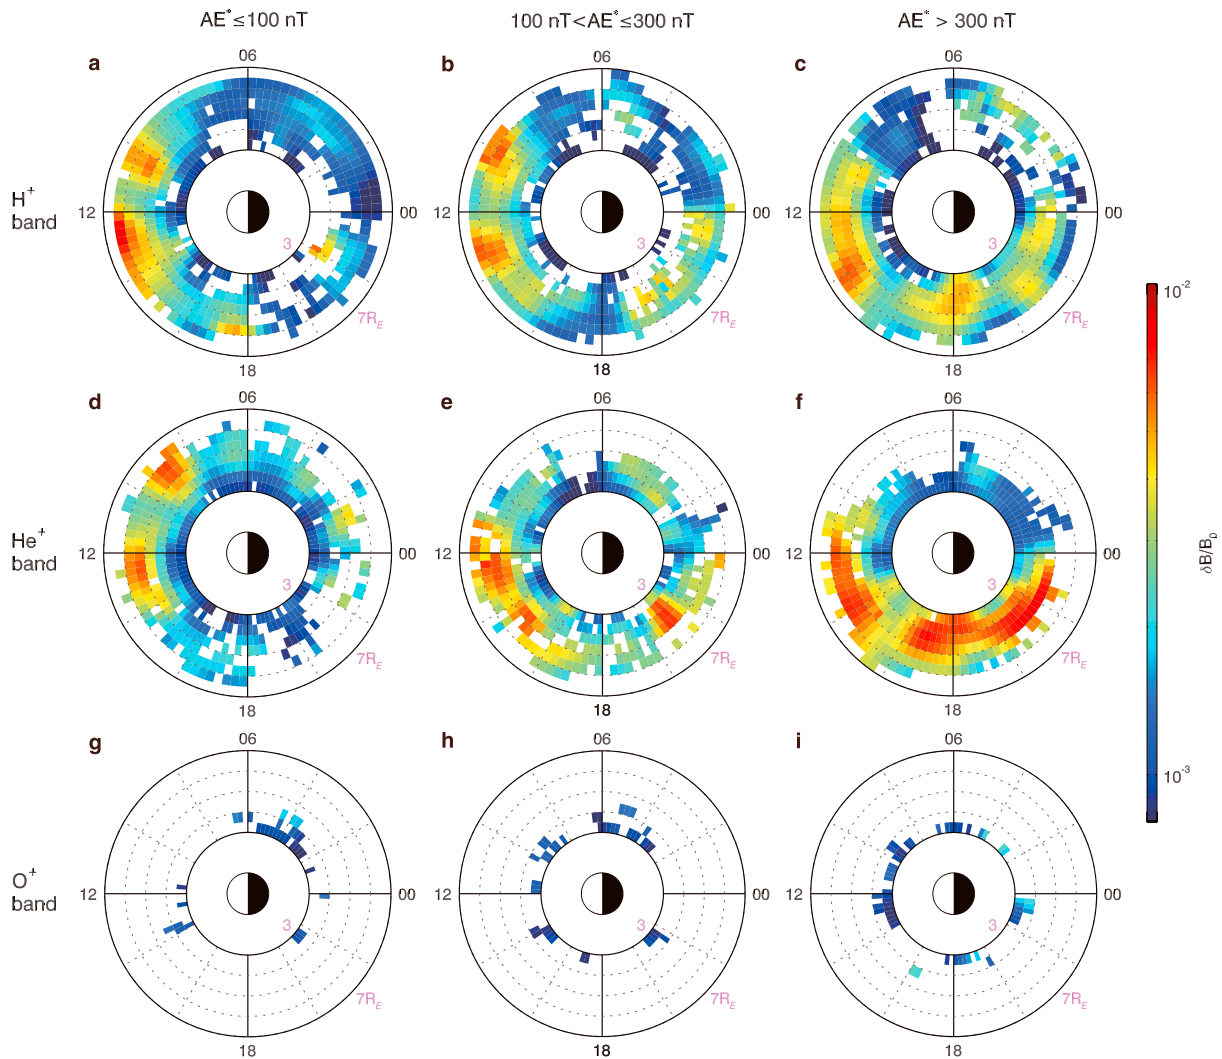 AE*≤100 nT 100 nT<AE*≤300 nT AE* > 300 nT
a 06 b 06 c 06
H+ band
12 00 12 00 12 00
3 3 3
7RE 7RE 7RE
18 18 18
10-2
d 06 e 06 f 06
He+ band
12 00 12 00 12 00
δB/B0
3 3 3
7RE 7RE 7RE
18 18 18
g 06 h 06 i 06
10-3
O+ band
12 00 12 00 12 00
3 3 3
7RE 7RE 7RE
18 18 18